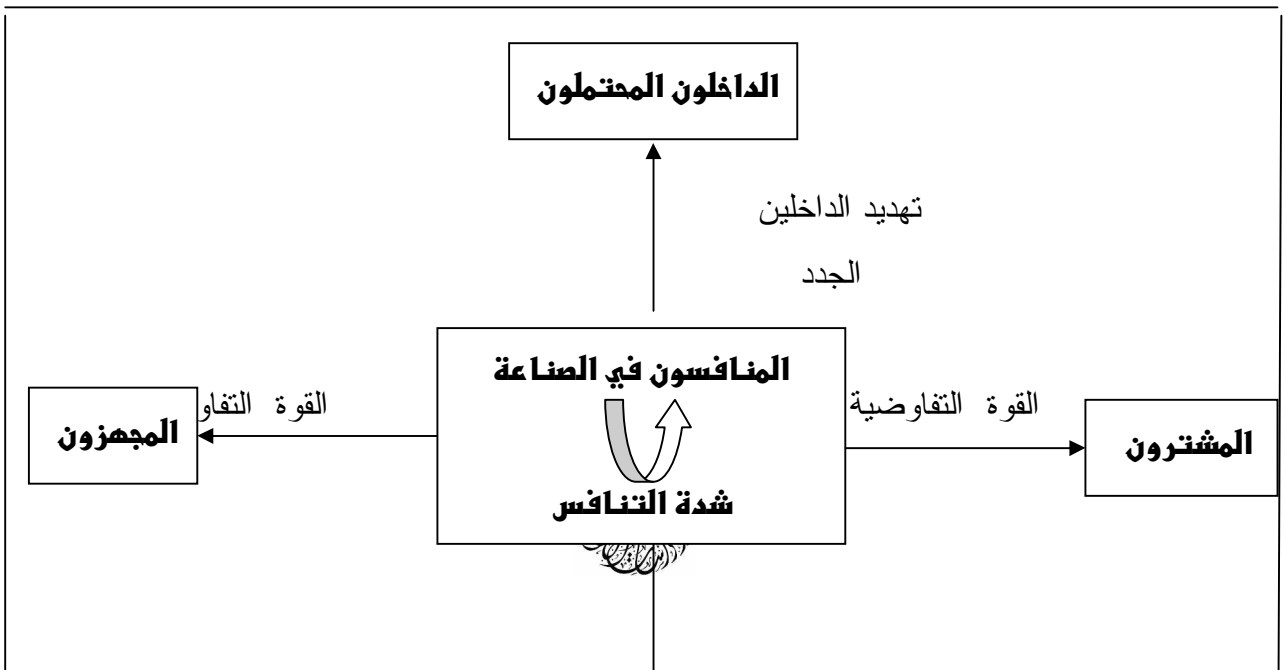 الداخلون المحتملون
تهديد الداخلين
الجدد
المنافسون في الصناعة
القوة التفاوضية
القوة التفاو
المشترون
المجهزون
شدة التنافس